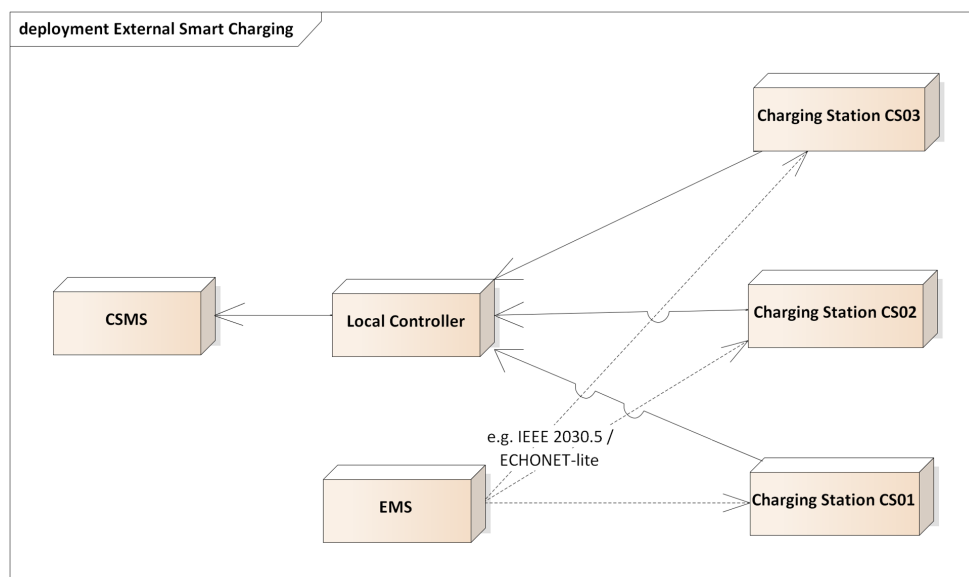 deployment External Smart Charging
Charging Station CS03
CSMS
Local Controller
Charging Station CS02
e.g. IEEE 2030.5 /
ECHONET-lite
EMS
Charging Station CS01